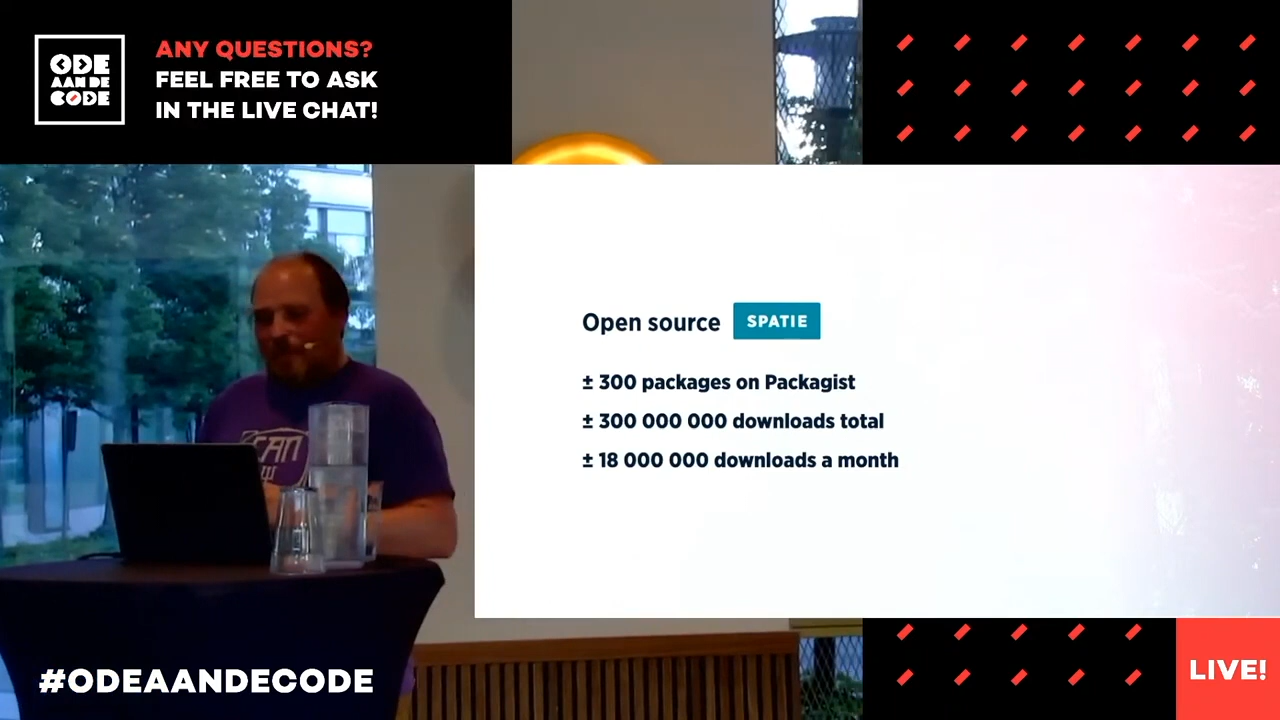 ODE
AAN DE
CODE
ANY QUESTIONS?
FEEL FREE TO ASK
IN THE LIVE CHAT!
Open source SPATIE
± 300 packages on Packagist
± 300 000 000 downloads total
± 18 000 000 downloads a month
#ODEAANDECODE
LIVE!